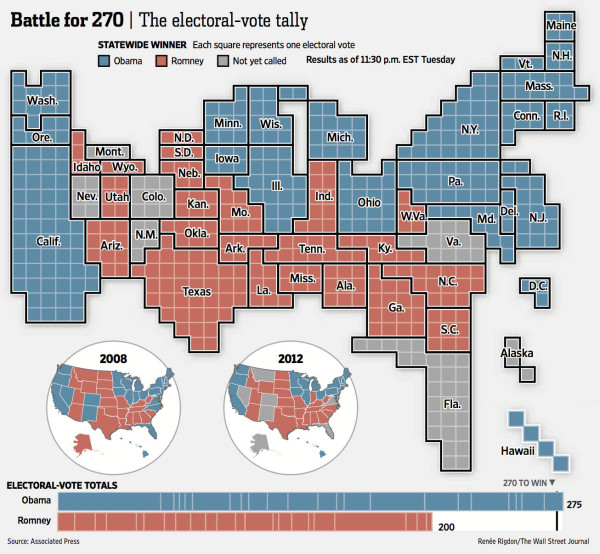 Battle for 270 | The electoral-vote tally
STATEWIDE WINNER Each square represents one electoral vote
Obama Romney Not yet called Results as of 11:30 p.m. EST Tuesday
Maine
Vt. N.H.
Wash. Mass.
Minn. Wis. Conn. R.I.
Ore. N.D. Mich. N.Y.
Mont. S.D. Iowa
Idaho Wyo. Neb. Ill. Ind. Ohio Pa.
Nev. Utah Colo. Kan. Mo. W.Va. Md. Del. N.J.
Calif. Ariz. N.M. Okla. Ark. Tenn. Ky. Va.
Texas La. Miss. Ala. Ga. N.C. D.C.
S.C.
Alaska
Fla.
Hawaii
2008 2012
270 TO WIN
ELECTORAL-VOTE TOTALS
Obama 275
Romney 200
Source: Associated Press Renée Rigdon/The Wall Street Journal